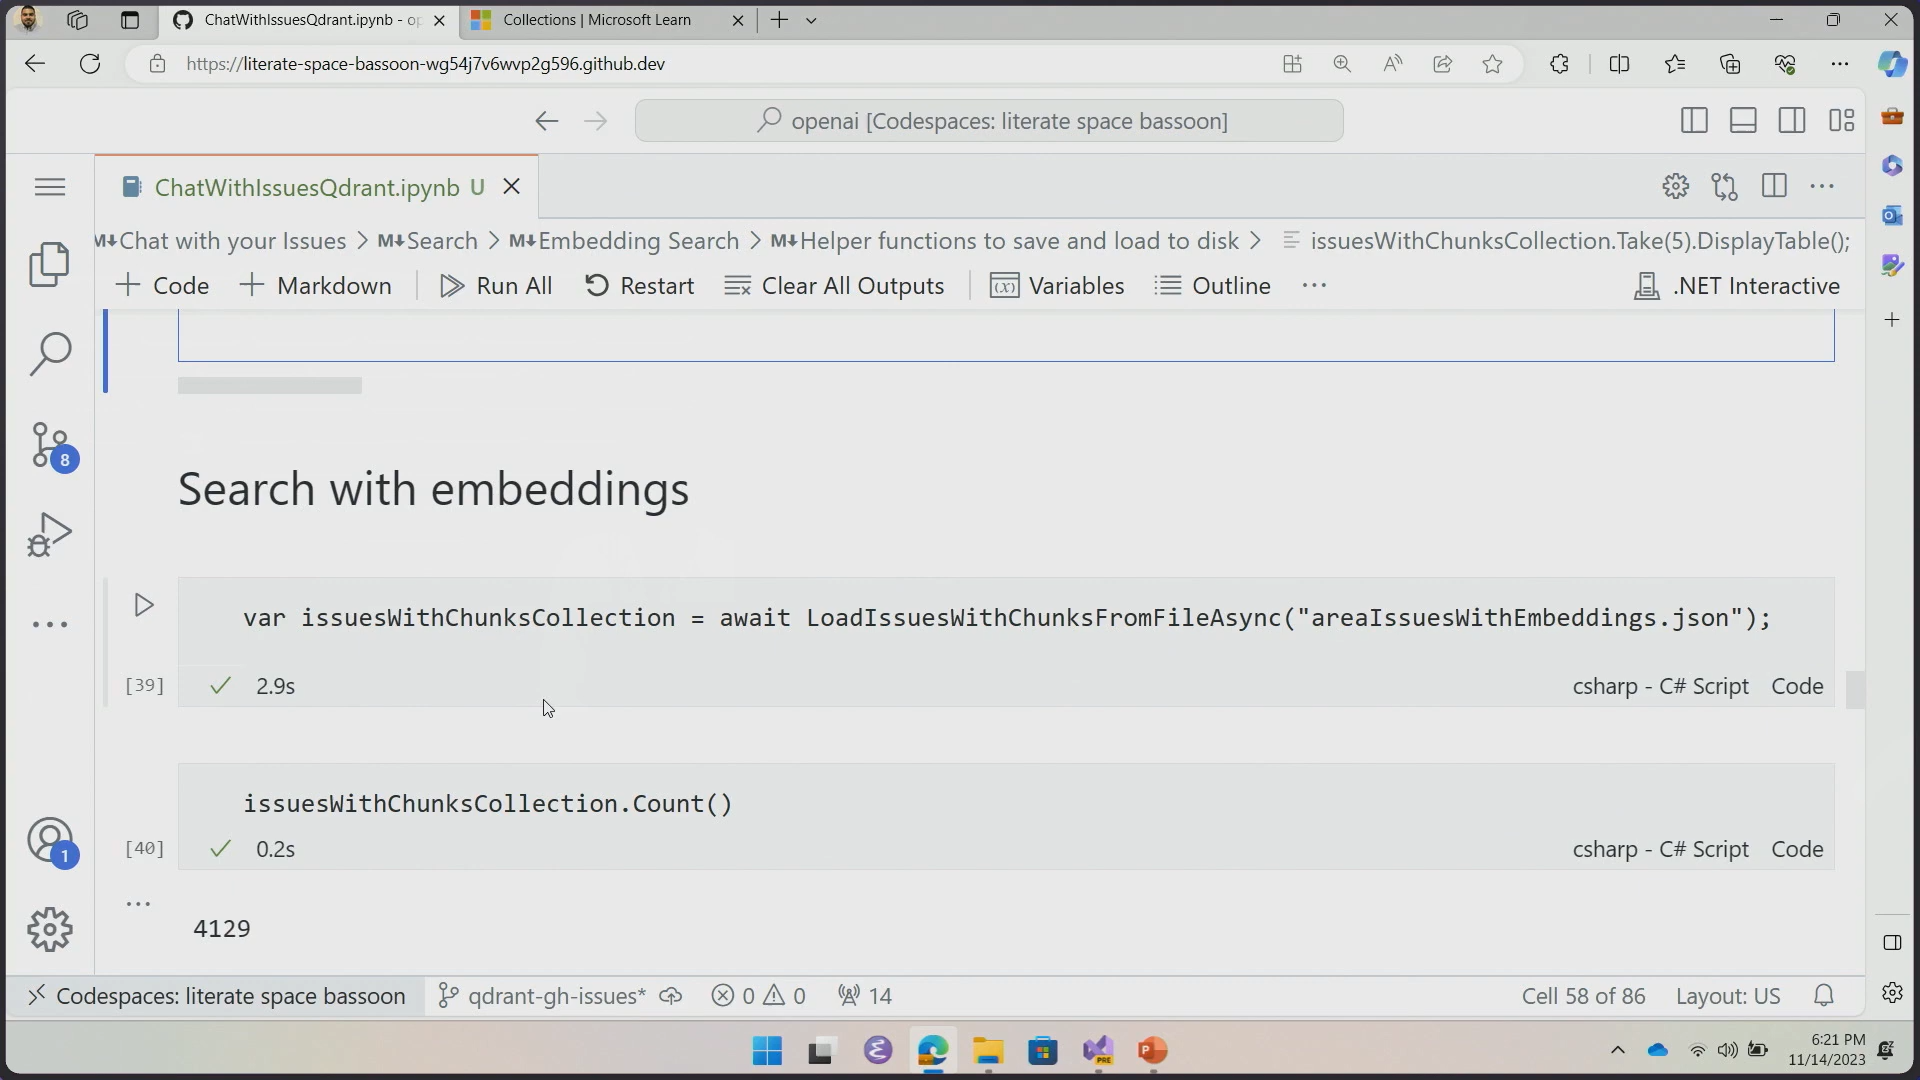 ChatWithIssuesQdrant.ipynb - op
Collections | Microsoft Learn
https://literate-space-bassoon-wg54j7v6wvp2g596.github.dev
openai [Codespaces: literate space bassoon]
ChatWithIssuesQdrant.ipynb U
M↓Chat with your Issues > M↓Search > M↓Embedding Search > M↓Helper functions to save and load to disk > issuesWithChunksCollection.Take(5).DisplayTable();
+ Code + Markdown Run All Restart Clear All Outputs Variables Outline ... .NET Interactive
8
Search with embeddings
var issuesWithChunksCollection = await LoadIssuesWithChunksFromFileAsync("areaIssuesWithEmbeddings.json");
[39] 2.9s csharp - C# Script Code
issuesWithChunksCollection.Count()
1
[40] 0.2s csharp - C# Script Code
4129
Codespaces: literate space bassoon qdrant-gh-issues* 0 0 14 Cell 58 of 86 Layout: US
PRE
P
6:21 PM
11/14/2023